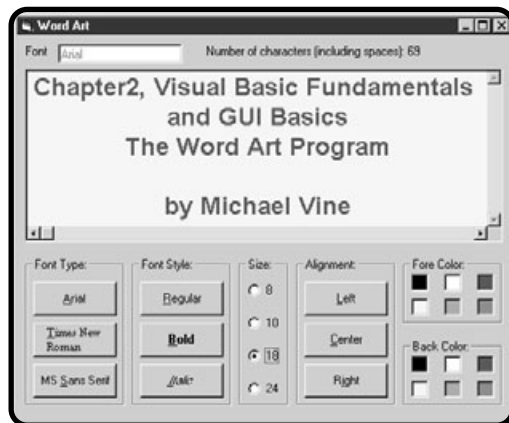 Word Art
Font Arial Number of characters (including spaces): 69
Chapter2, Visual Basic Fundamentals
and GUI Basics
The Word Art Program
by Michael Vine
Font Type: Font Style: Size: Alignment: Fore Color:
Arial Regular 8 Left
10
Times New
Roman Bold Center
18 Back Color:
MS Sans Serif Italic 24 Right